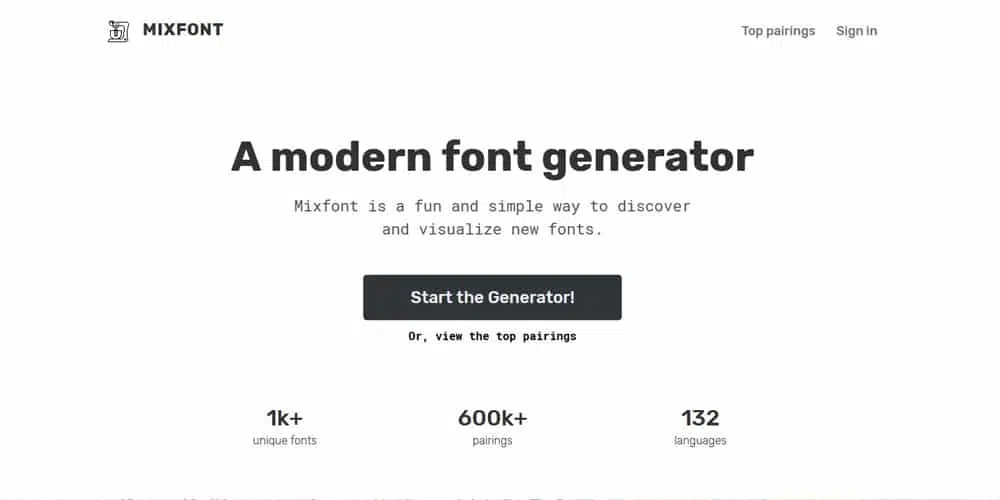 MIXFONT
Top pairings Sign in
A modern font generator
Mixfont is a fun and simple way to discover
and visualize new fonts.
Start the Generator!
Or, view the top pairings
1k+ 600k+ 132
unique fonts pairings languages